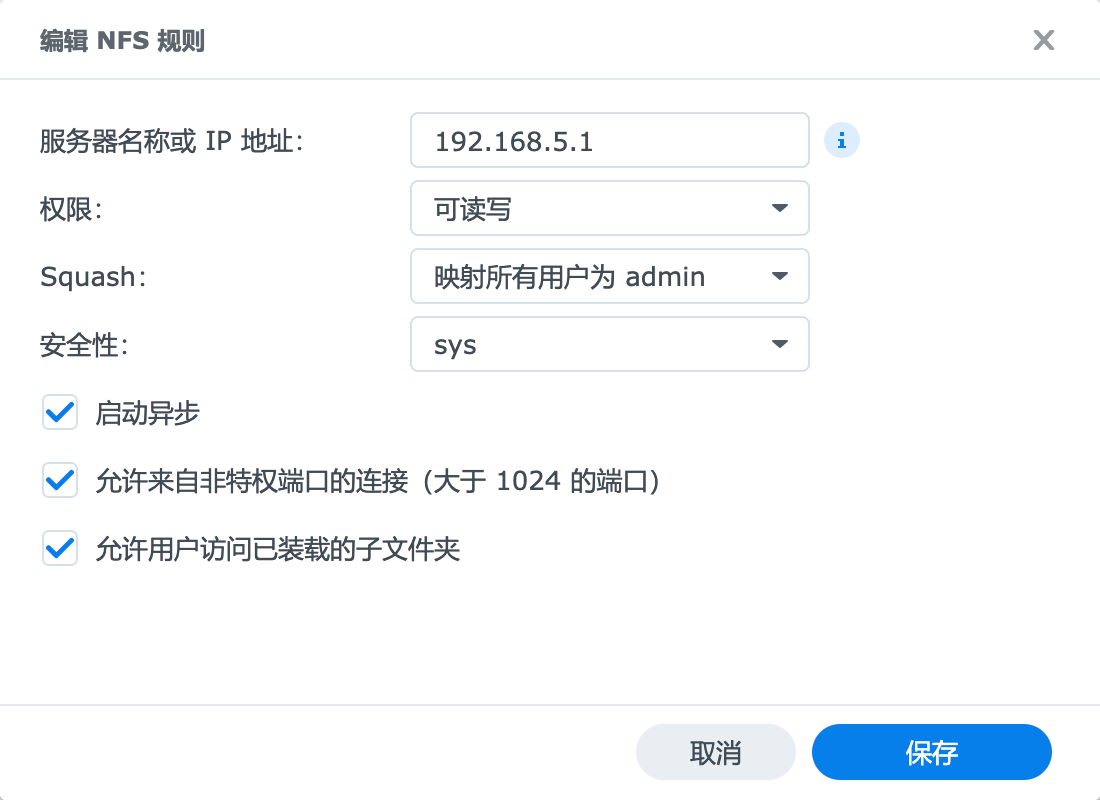 编辑 NFS 规则
服务器名称或 IP 地址: 192.168.5.1
权限: 可读写
Squash: 映射所有用户为 admin
安全性: sys
启动异步
允许来自非特权端口的连接（大于 1024 的端口）
允许用户访问已装载的子文件夹
取消 保存